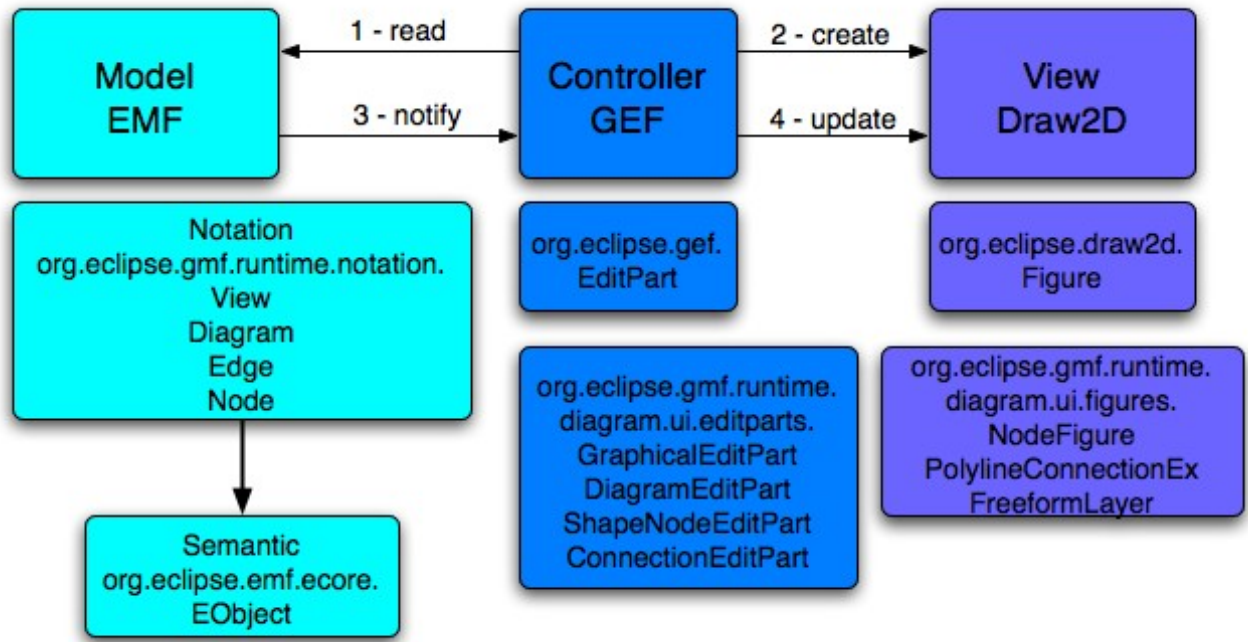 Model
EMF
1 - read
3 - notify
Controller
GEF
2 - create
4 - update
View
Draw2D
Notation
org.eclipse.gmf.runtime.notation.
View
Diagram
Edge
Node
org.eclipse.gef.
EditPart
org.eclipse.draw2d.
Figure
org.eclipse.gmf.runtime.
diagram.ui.editparts.
GraphicalEditPart
DiagramEditPart
ShapeNodeEditPart
ConnectionEditPart
org.eclipse.gmf.runtime.
diagram.ui.figures.
NodeFigure
PolylineConnectionEx
FreeformLayer
Semantic
org.eclipse.emf.ecore.
EObject